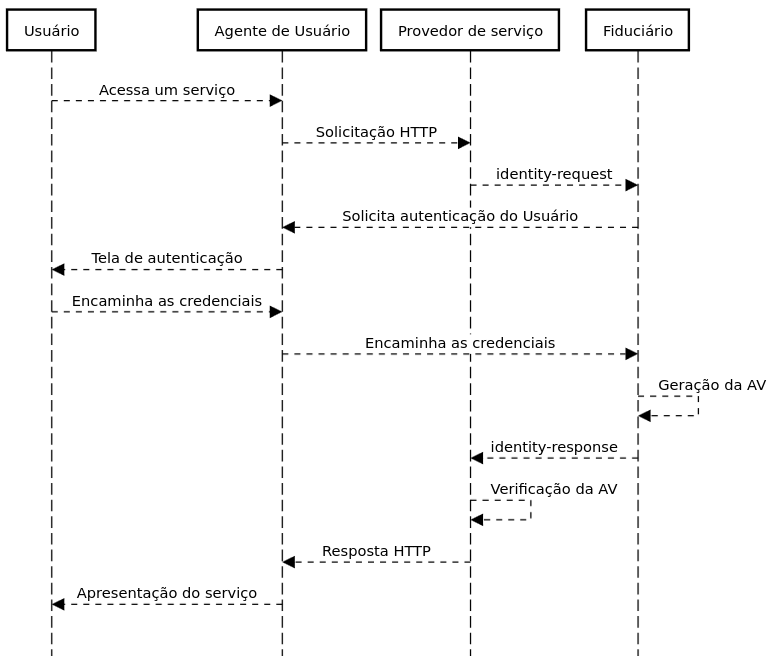 Usuário
Agente de Usuário
Provedor de serviço
Fiduciário
Acessa um serviço
Solicitação HTTP
identity-request
Solicita autenticação do Usuário
Tela de autenticação
Encaminha as credenciais
Encaminha as credenciais
Geração da AV
identity-response
Verificação da AV
Resposta HTTP
Apresentação do serviço